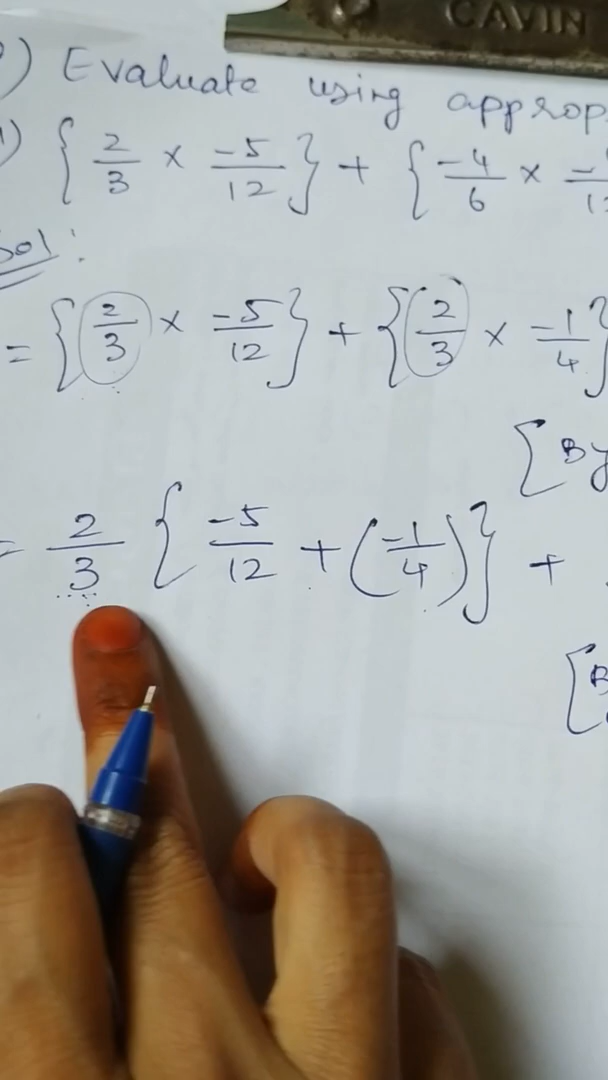 CAVIN
) Evaluate using approp
1) { 2/3 × -5/12 } + { -4/6 × -
Sol:
= { 2/3 × -5/12 } + { 2/3 × -1/4 }
[By
= 2/3 { -5/12 + (-1/4) } +
[B